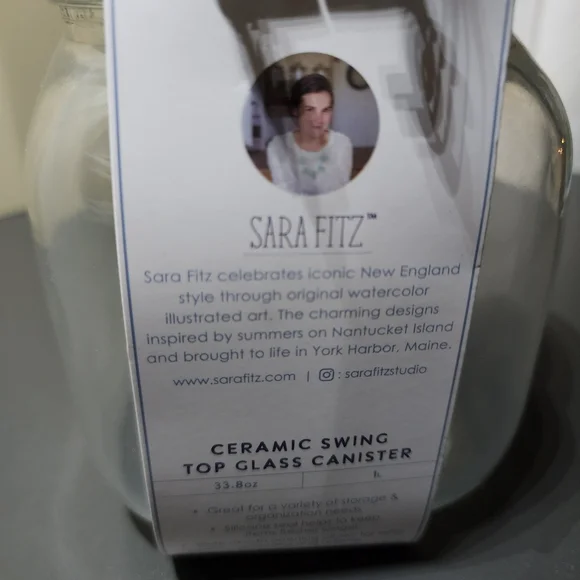 SARA FITZ™
Sara Fitz celebrates iconic New England
style through original watercolor
illustrated art. The charming designs
inspired by summers on Nantucket Island
and brought to life in York Harbor, Maine.
www.sarafitz.com | : sarafitzstudio
CERAMIC SWING
TOP GLASS CANISTER
33.8oz
• Great for a variety of storage &
organization needs